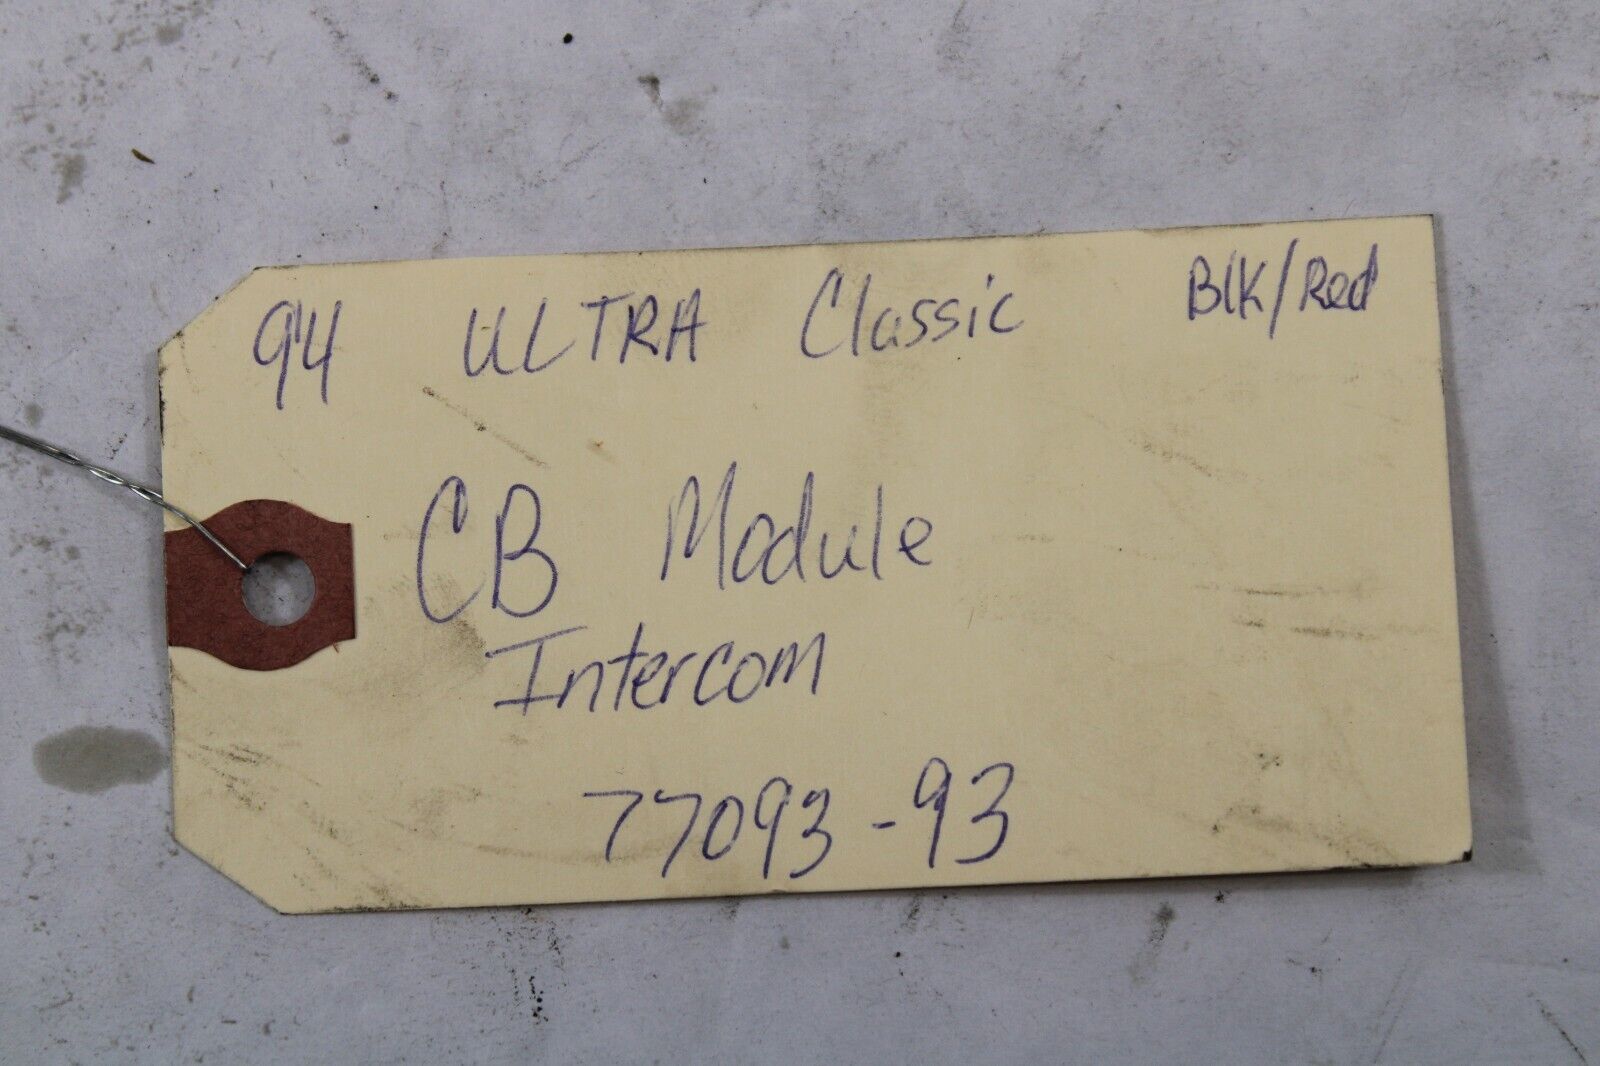 94 ULTRA Classic Blk/Red
CB Module
Intercom
77093-93